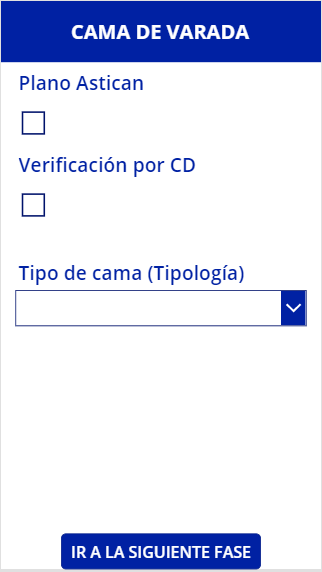 CAMA DE VARADA
Plano Astican
Verificación por CD
Tipo de cama (Tipología)
IR A LA SIGUIENTE FASE